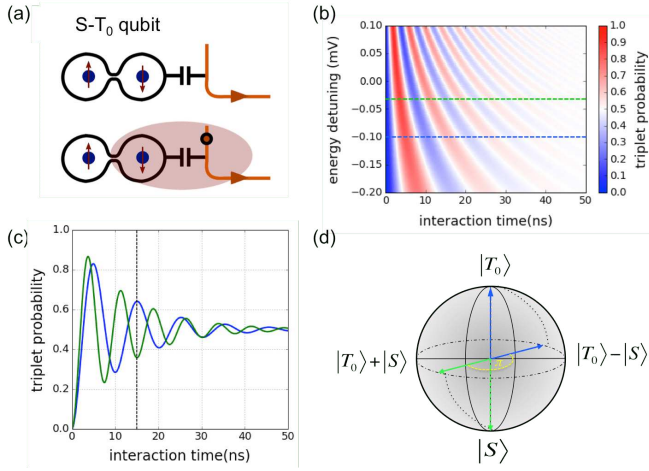 (a)
S-T₀ qubit
(b)
energy detuning (mV)
0.10
0.05
0.00
-0.05
-0.10
-0.15
-0.20
0 10 20 30 40 50
interaction time(ns)
1.0
0.9
0.8
0.7
0.6
0.5
0.4
0.3
0.2
0.1
0.0
triplet probability
(c)
triplet probability
1.0
0.8
0.6
0.4
0.2
0.0
0 10 20 30 40 50
interaction time(ns)
(d)
|T₀⟩
|T₀⟩+|S⟩
|T₀⟩−|S⟩
|S⟩